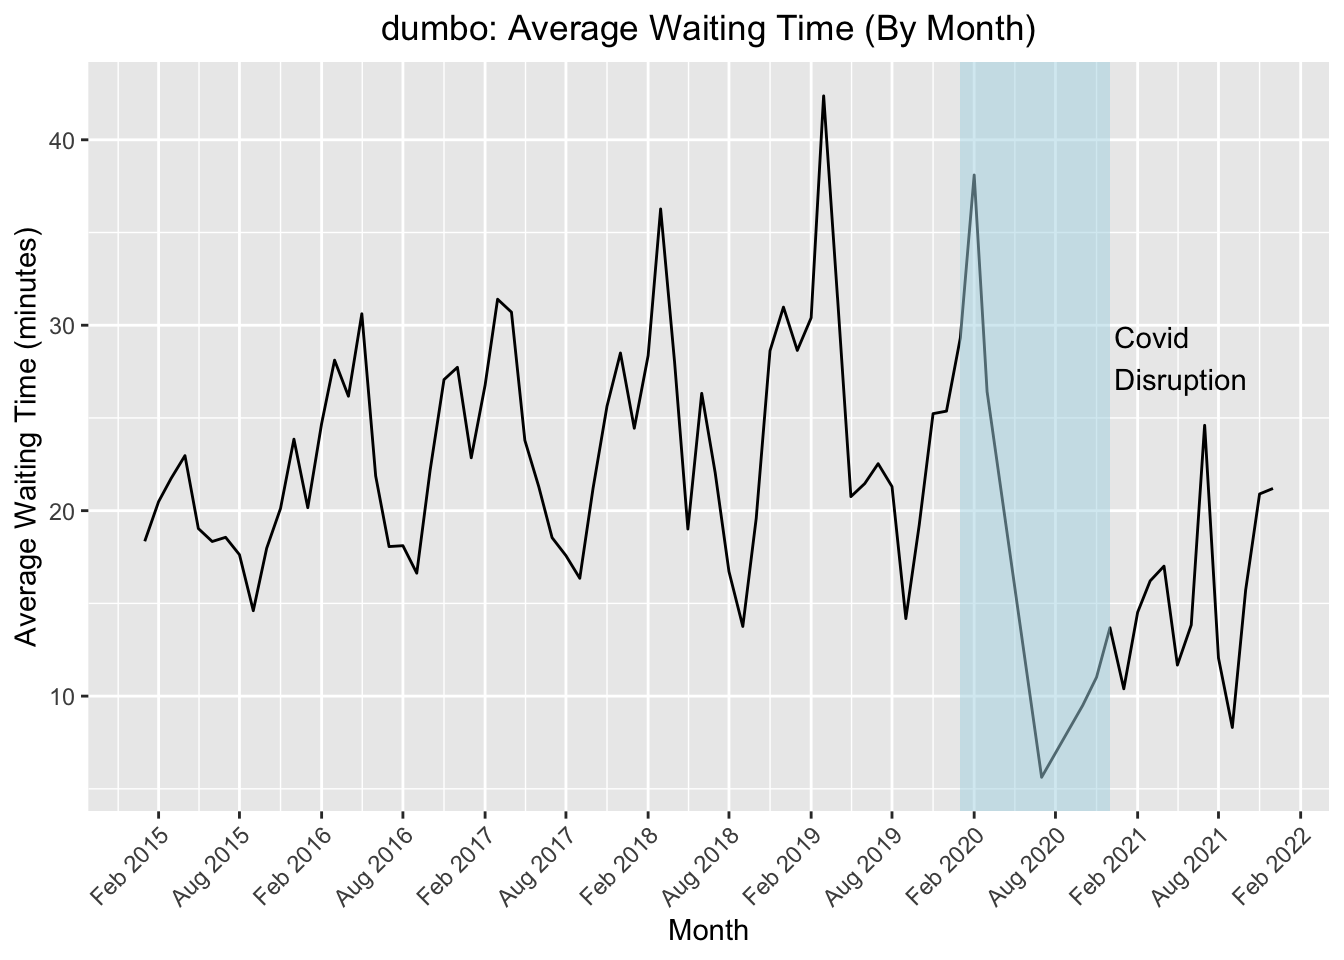 dumbo: Average Waiting Time (By Month)
Average Waiting Time (minutes)
40
30
20
10
Covid
Disruption
Feb 2015
Aug 2015
Feb 2016
Aug 2016
Feb 2017
Aug 2017
Feb 2018
Aug 2018
Feb 2019
Aug 2019
Feb 2020
Aug 2020
Feb 2021
Aug 2021
Feb 2022
Month